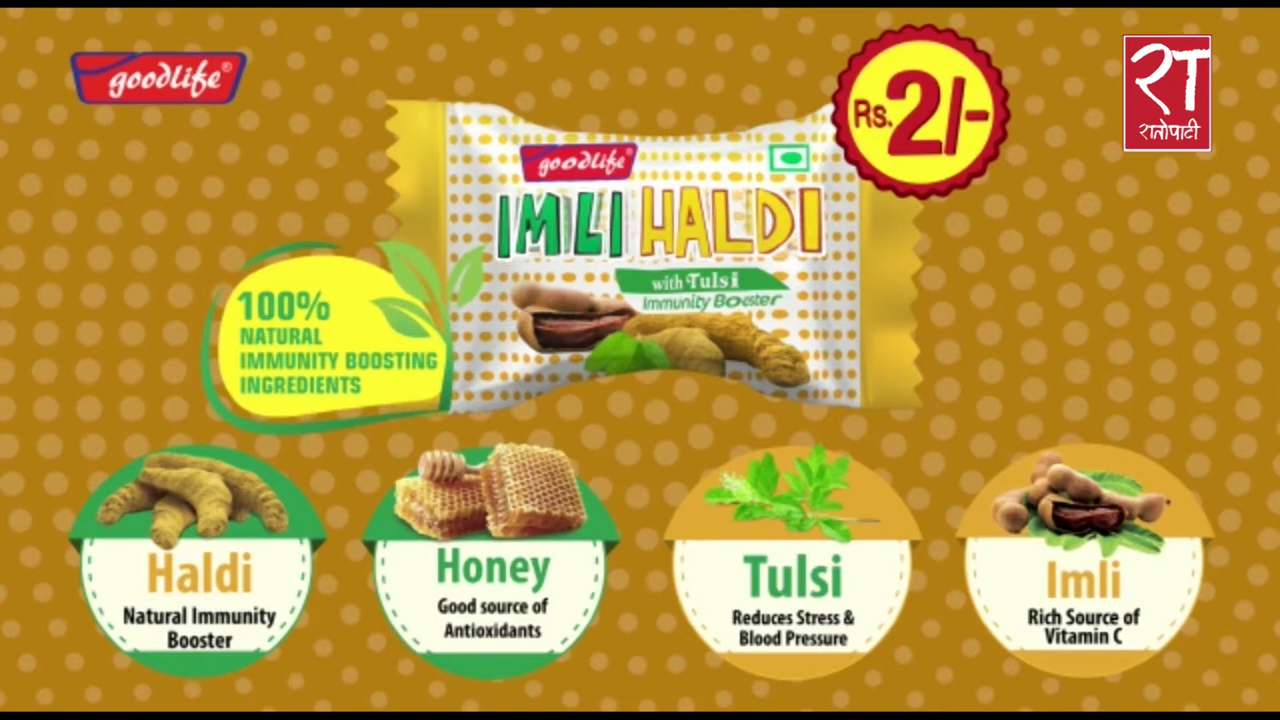 goodlife®
Rs. 2/-
रा
रातोपाटी
goodlife®
IMLI HALDI
with Tulsi
Immunity Booster
100%
NATURAL
IMMUNITY BOOSTING
INGREDIENTS
Haldi
Natural Immunity
Booster
Honey
Good source of
Antioxidants
Tulsi
Reduces Stress &
Blood Pressure
Imli
Rich Source of
Vitamin C